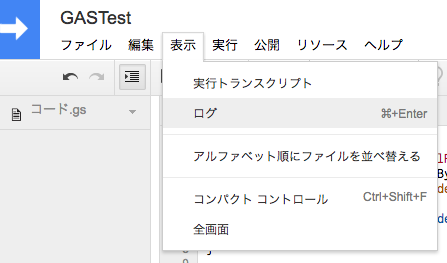 GASTest
ファイル 編集 表示 実行 公開 リソース ヘルプ
実行トランスクリプト
コード.gs
ログ ⌘+Enter
アルファベット順にファイルを並べ替える
コンパクト コントロール Ctrl+Shift+F
全画面